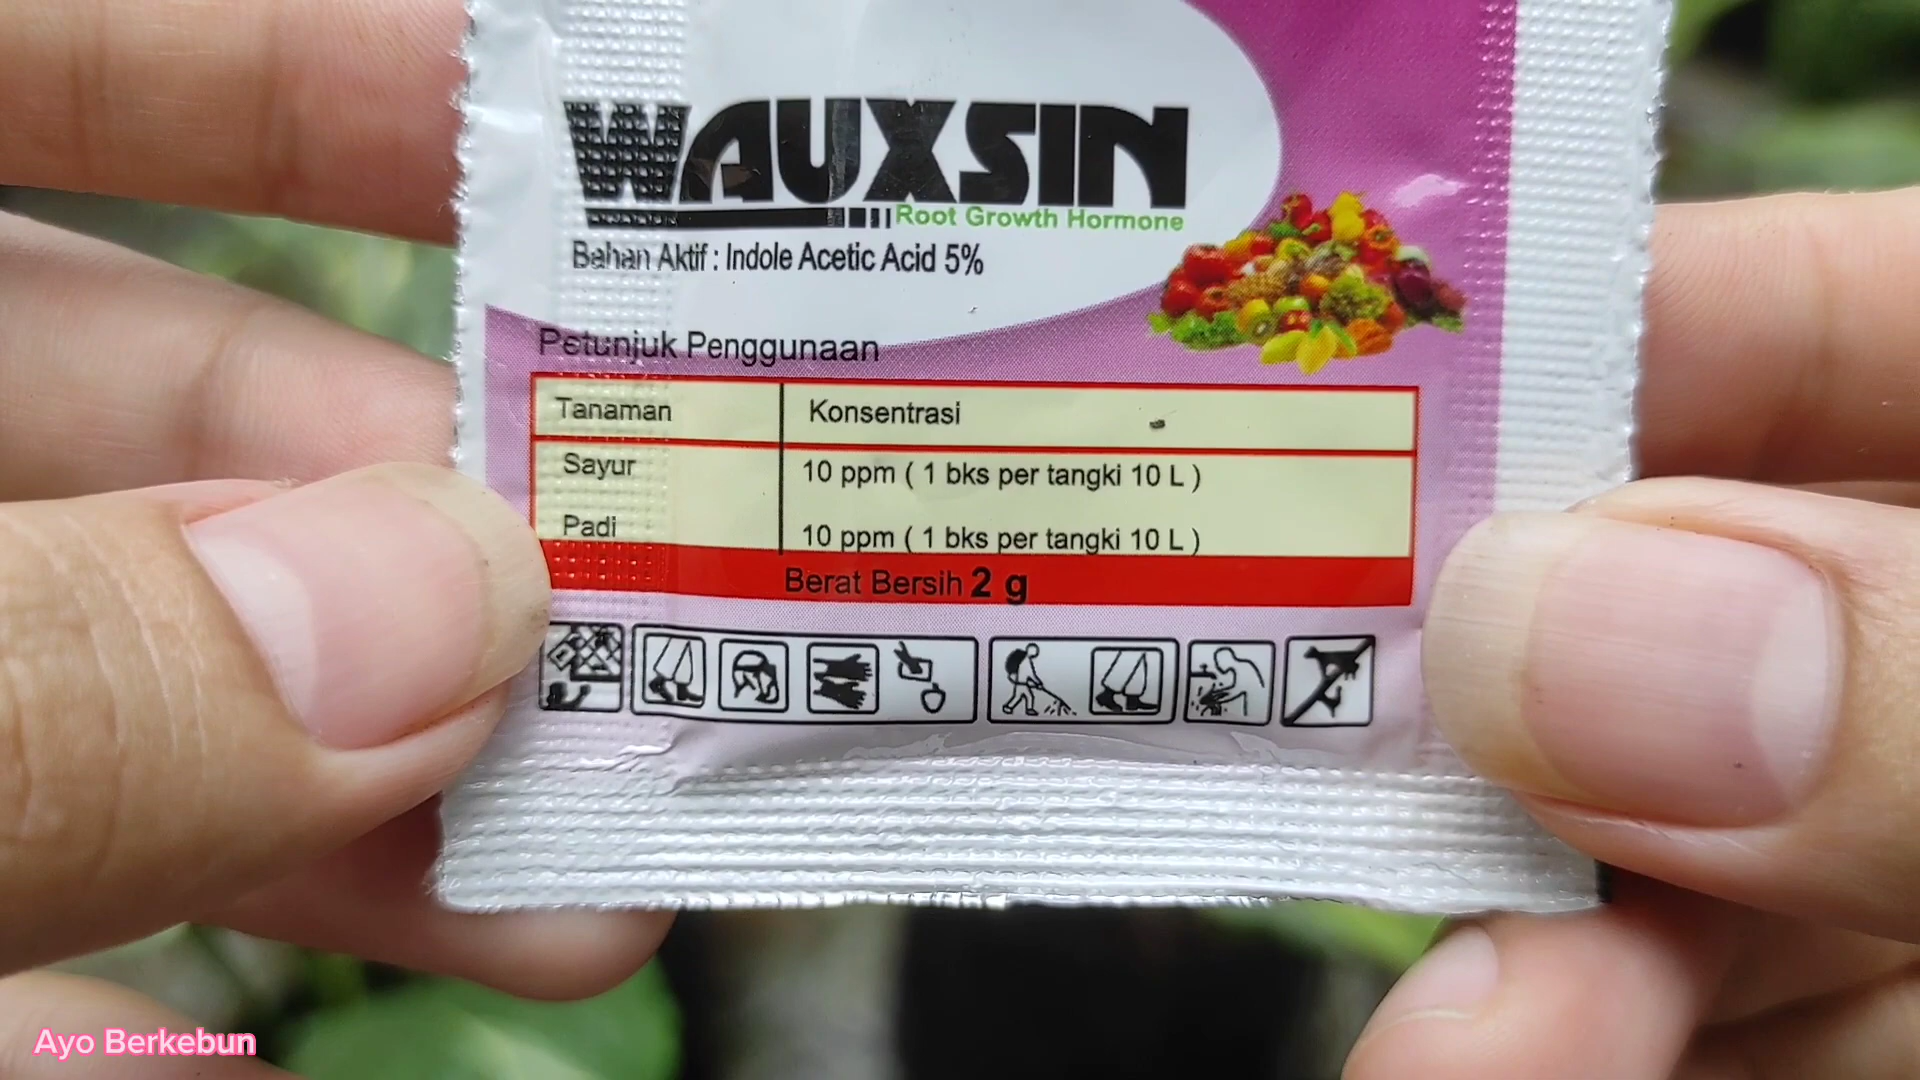 WAUXSIN
Root Growth Hormone
Bahan Aktif : Indole Acetic Acid 5%
Petunjuk Penggunaan
Tanaman Konsentrasi
Sayur 10 ppm ( 1 bks per tangki 10 L )
Padi 10 ppm ( 1 bks per tangki 10 L )
Berat Bersih 2 g
Ayo Berkebun